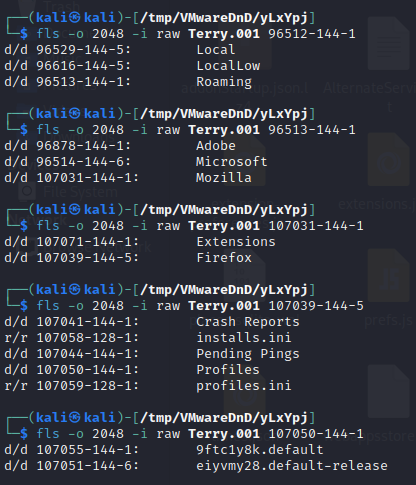 ┌──(kali㉿kali)-[/tmp/VMwareDnD/yLxYpj]
└─$ fls -o 2048 -i raw Terry.001 96512-144-1
d/d 96529-144-5: Local
d/d 96616-144-5: LocalLow
d/d 96513-144-1: Roaming
┌──(kali㉿kali)-[/tmp/VMwareDnD/yLxYpj]
└─$ fls -o 2048 -i raw Terry.001 96513-144-1
d/d 96878-144-1: Adobe
d/d 96514-144-6: Microsoft
d/d 107031-144-1: Mozilla
┌──(kali㉿kali)-[/tmp/VMwareDnD/yLxYpj]
└─$ fls -o 2048 -i raw Terry.001 107031-144-1
d/d 107071-144-1: Extensions
d/d 107039-144-5: Firefox
┌──(kali㉿kali)-[/tmp/VMwareDnD/yLxYpj]
└─$ fls -o 2048 -i raw Terry.001 107039-144-5
d/d 107041-144-1: Crash Reports
r/r 107058-128-1: installs.ini
d/d 107044-144-1: Pending Pings
d/d 107050-144-1: Profiles
r/r 107059-128-1: profiles.ini
┌──(kali㉿kali)-[/tmp/VMwareDnD/yLxYpj]
└─$ fls -o 2048 -i raw Terry.001 107050-144-1
d/d 107055-144-1: 9ftc1y8k.default
d/d 107051-144-6: eiyvmy28.default-release